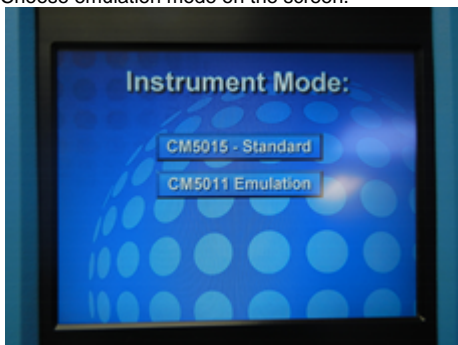 Choose emulation mode on the screen.
Instrument Mode:
CM5015 - Standard
CM5011 Emulation